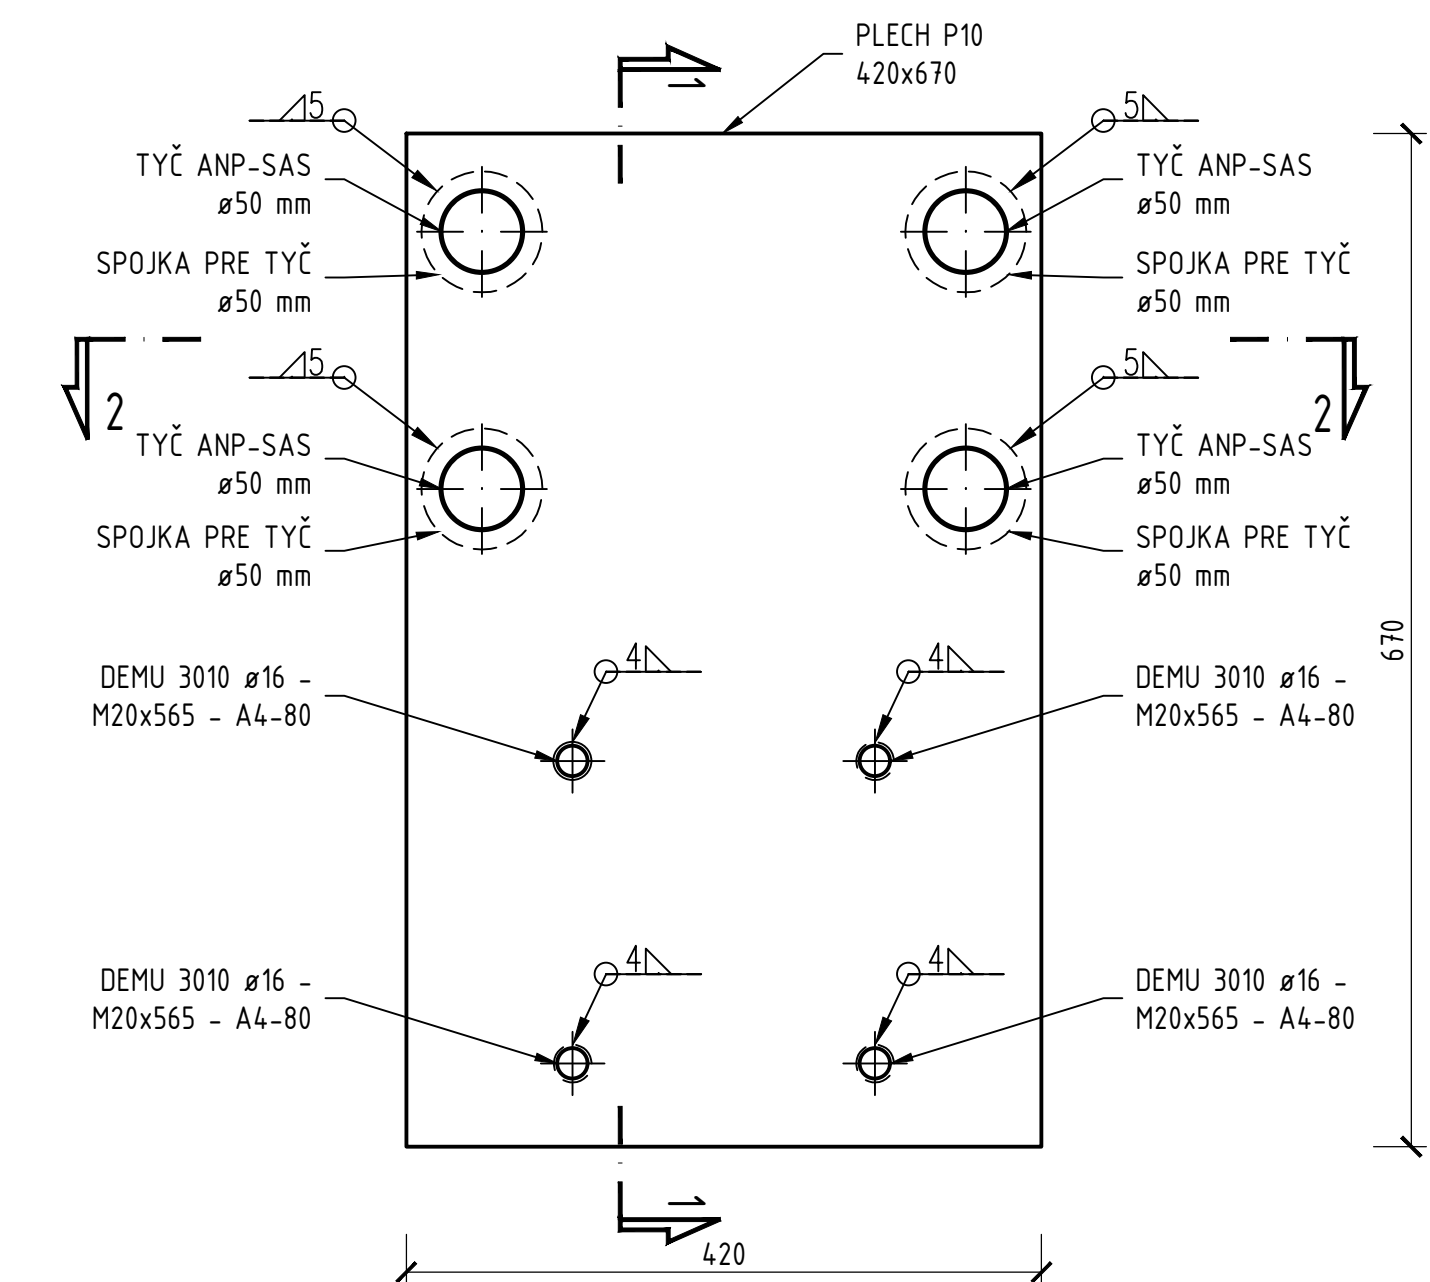 PLECH P10
420x670
1
5
5
TYČ ANP-SAS
ø50 mm
TYČ ANP-SAS
ø50 mm
SPOJKA PRE TYČ
ø50 mm
SPOJKA PRE TYČ
ø50 mm
5
5
2
2
TYČ ANP-SAS
ø50 mm
TYČ ANP-SAS
ø50 mm
SPOJKA PRE TYČ
ø50 mm
SPOJKA PRE TYČ
ø50 mm
670
4
4
DEMU 3010 ø16 -
M20x565 - A4-80
DEMU 3010 ø16 -
M20x565 - A4-80
4
4
DEMU 3010 ø16 -
M20x565 - A4-80
DEMU 3010 ø16 -
M20x565 - A4-80
1
420